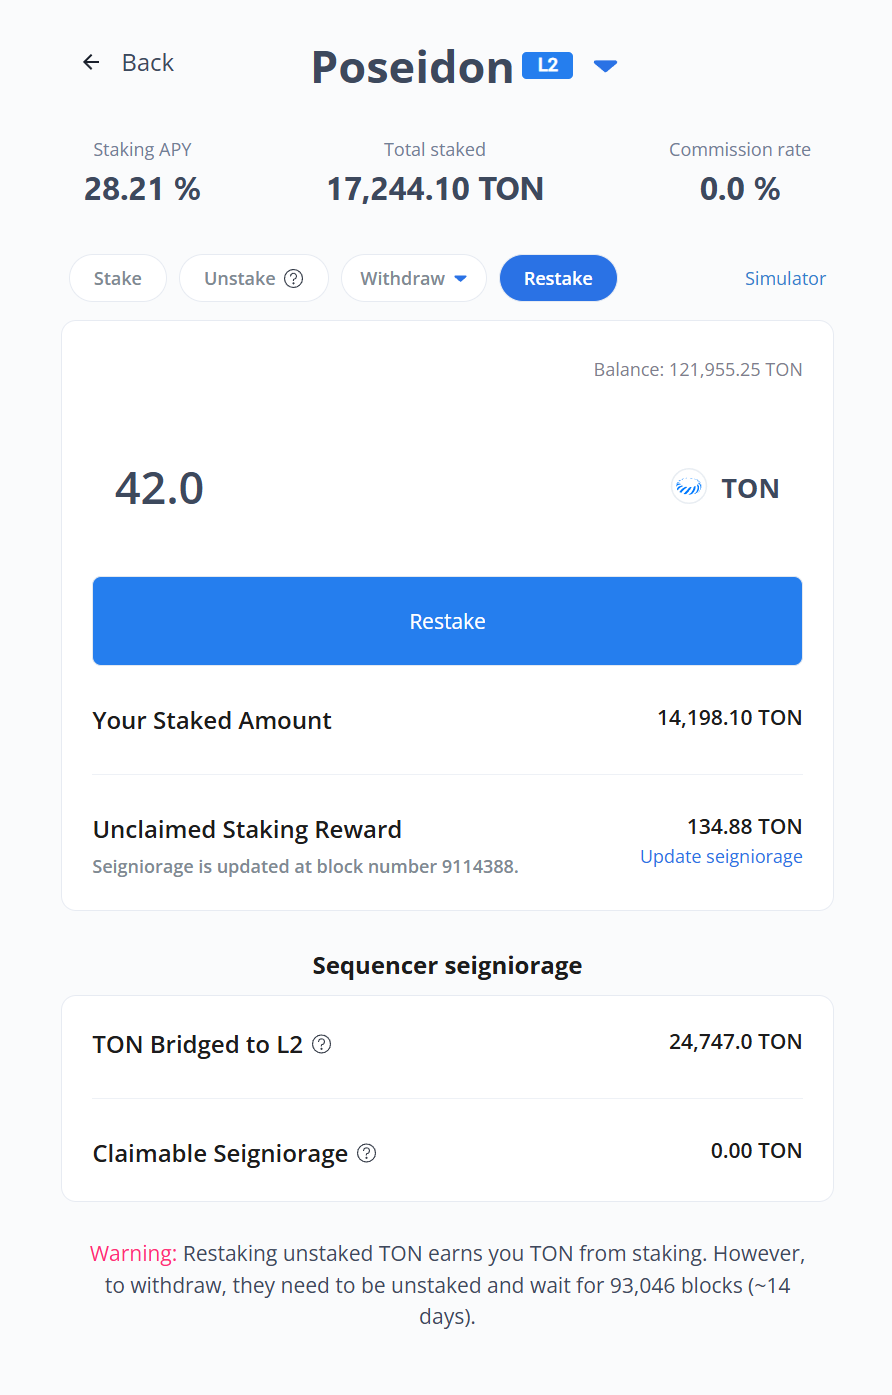 Back
Poseidon L2
Staking APY
28.21 %
Total staked
17,244.10 TON
Commission rate
0.0 %
Stake
Unstake
Withdraw
Restake
Simulator
Balance: 121,955.25 TON
42.0
TON
Restake
Your Staked Amount
14,198.10 TON
Unclaimed Staking Reward
134.88 TON
Seigniorage is updated at block number 9114388.
Update seigniorage
Sequencer seigniorage
TON Bridged to L2
24,747.0 TON
Claimable Seigniorage
0.00 TON
Warning: Restaking unstaked TON earns you TON from staking. However,
to withdraw, they need to be unstaked and wait for 93,046 blocks (~14
days).